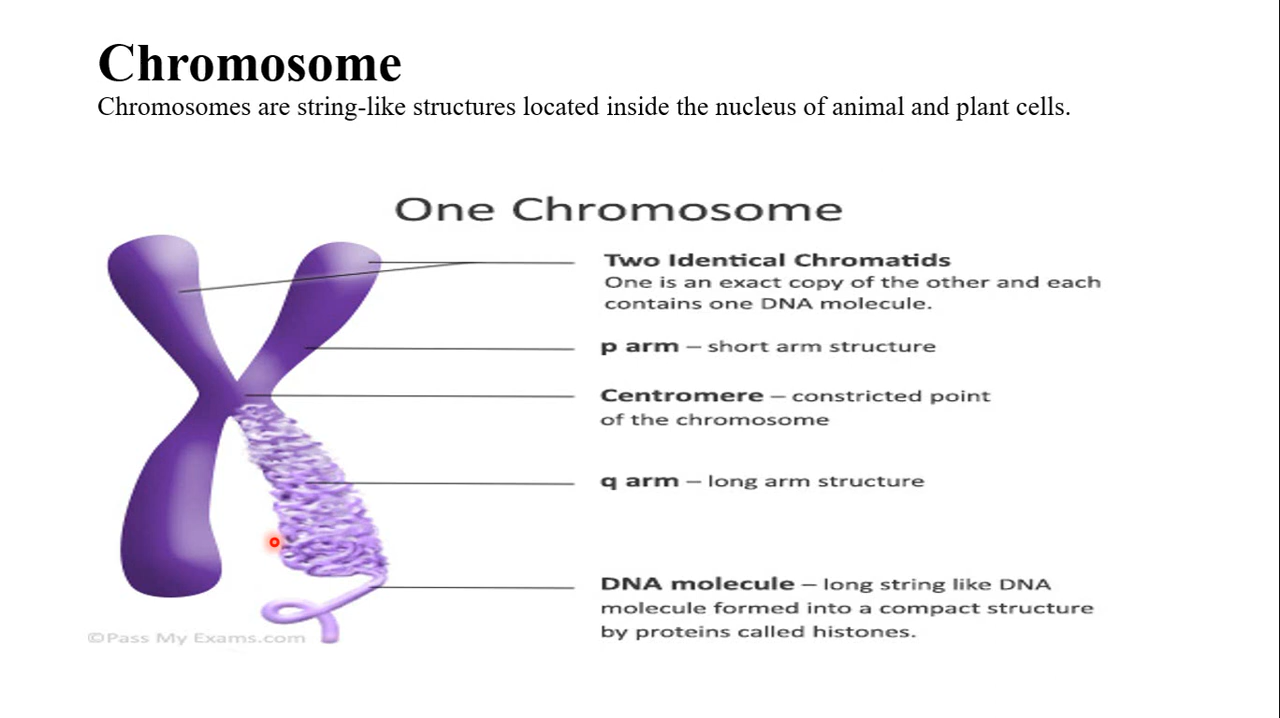 Chromosome
Chromosomes are string-like structures located inside the nucleus of animal and plant cells.
One Chromosome
Two Identical Chromatids
One is an exact copy of the other and each
contains one DNA molecule.
p arm – short arm structure
Centromere – constricted point
of the chromosome
q arm – long arm structure
DNA molecule – long string like DNA
molecule formed into a compact structure
by proteins called histones.
©Pass My Exams.com